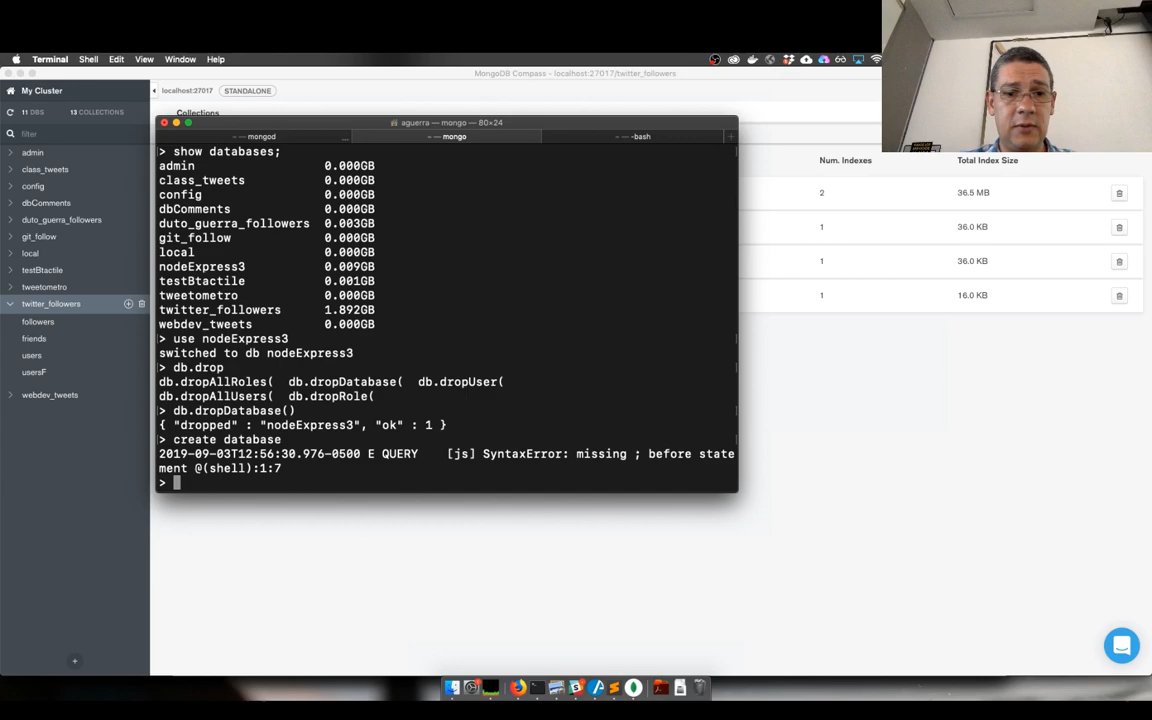 Terminal Shell Edit View Window Help
MongoDB Compass - localhost:27017/twitter_followers
My Cluster
localhost:27017 STANDALONE
11 DBS 13 COLLECTIONS
Collections
filter
admin
class_tweets
config
dbComments
duto_guerra_followers
git_follow
local
testBtactile
tweetometro
twitter_followers
followers
friends
users
usersF
webdev_tweets
aguerra — mongo — 80×24
~ — mongod ... ~ — mongo ~ — -bash
> show databases;
admin 0.000GB
class_tweets 0.000GB
config 0.000GB
dbComments 0.000GB
duto_guerra_followers 0.003GB
git_follow 0.000GB
local 0.000GB
nodeExpress3 0.009GB
testBtactile 0.001GB
tweetometro 0.000GB
twitter_followers 1.892GB
webdev_tweets 0.000GB
> use nodeExpress3
switched to db nodeExpress3
> db.drop
db.dropAllRoles( db.dropDatabase( db.dropUser(
db.dropAllUsers( db.dropRole(
> db.dropDatabase()
{ "dropped" : "nodeExpress3", "ok" : 1 }
> create database
2019-09-03T12:56:30.976-0500 E QUERY [js] SyntaxError: missing ; before state
ment @(shell):1:7
>
Num. Indexes Total Index Size
2 36.5 MB
1 36.0 KB
1 36.0 KB
1 16.0 KB